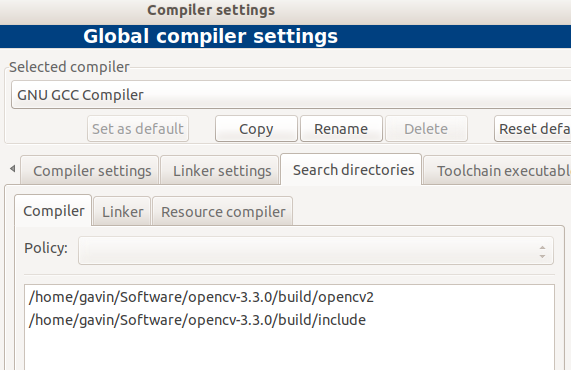 Compiler settings
Global compiler settings
Selected compiler
GNU GCC Compiler
Set as default Copy Rename Delete Reset defa
Compiler settings Linker settings Search directories Toolchain executabl
Compiler Linker Resource compiler
Policy:
/home/gavin/Software/opencv-3.3.0/build/opencv2
/home/gavin/Software/opencv-3.3.0/build/include